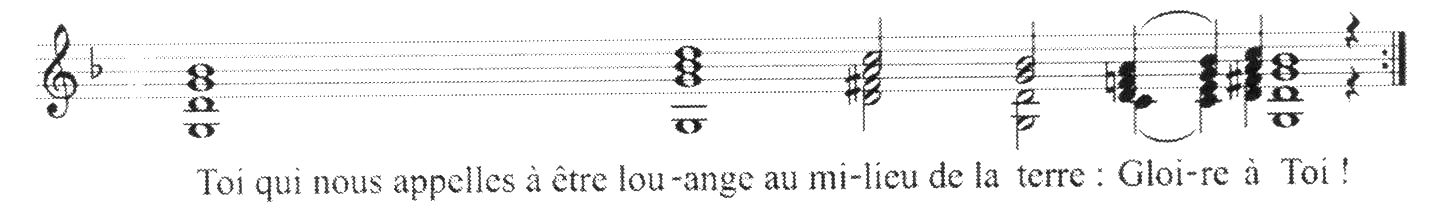 Toi qui nous appelles à être lou-ange au mi-lieu de la terre : Gloi-re à Toi !